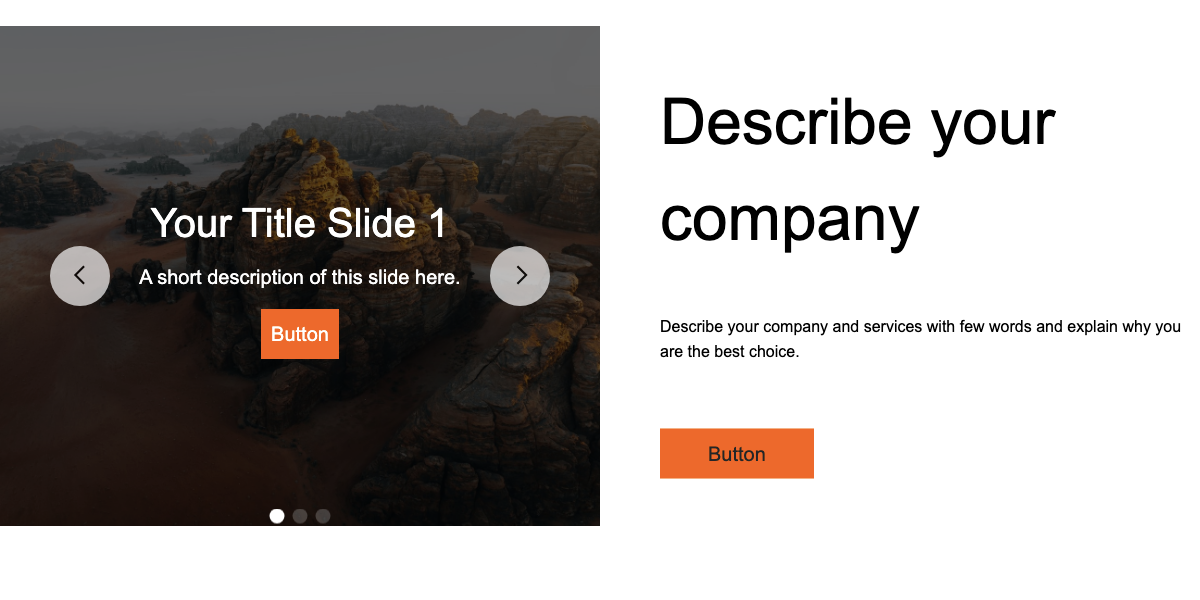 Your Title Slide 1
A short description of this slide here.
Button
Describe your
company
Describe your company and services with few words and explain why you
are the best choice.
Button